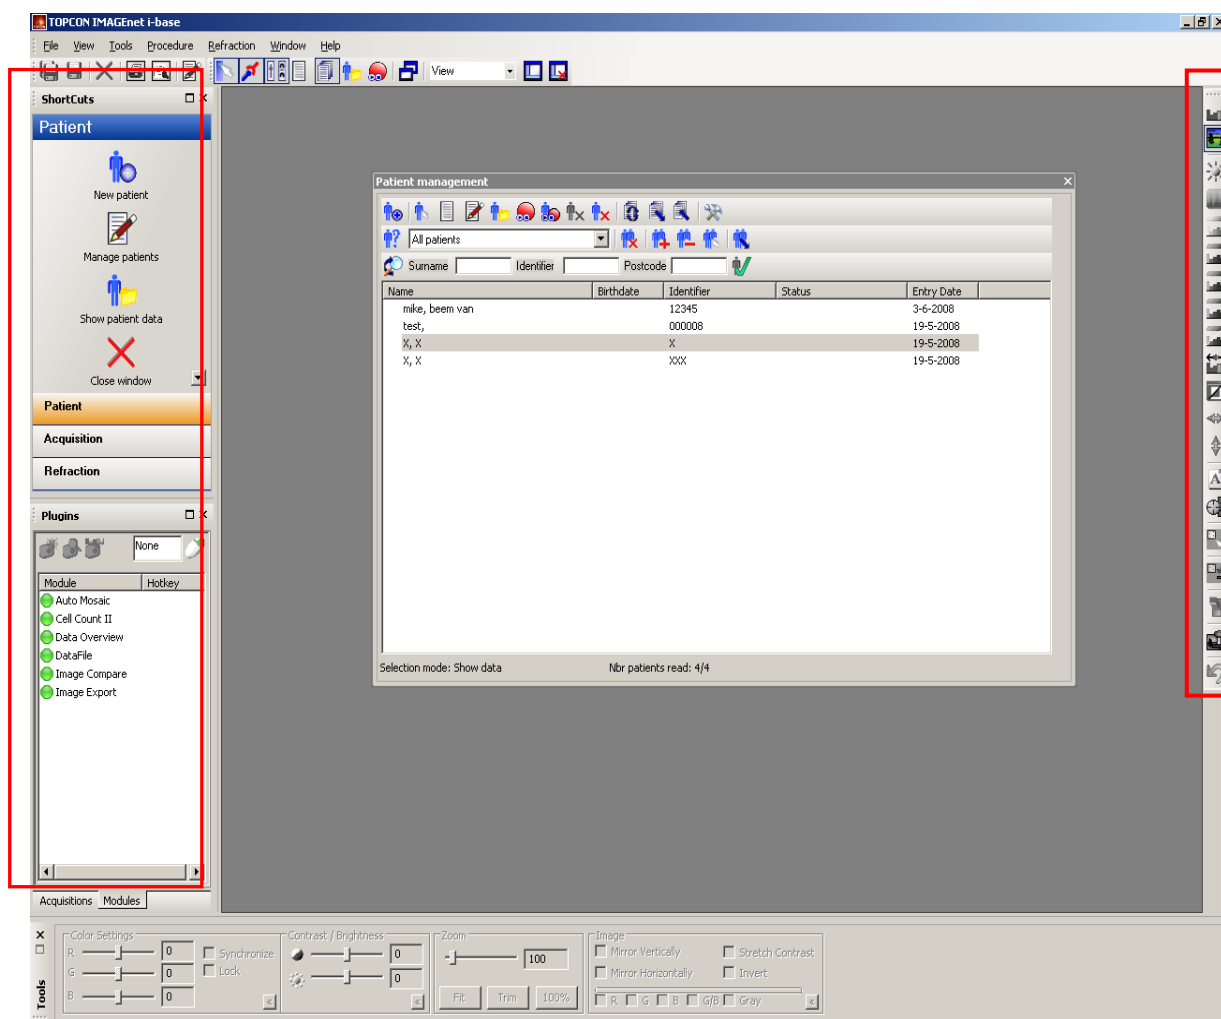 TOPCON IMAGEnet i-base
File View Tools Procedure Refraction Window Help
View
ShortCuts
Patient
New patient
Manage patients
Show patient data
Close window
Patient
Acquisition
Refraction
Plugins
None
Module Hotkey
Auto Mosaic
Cell Count II
Data Overview
DataFile
Image Compare
Image Export
Acquisitions Modules
Patient management
All patients
Surname Identifier Postcode
Name Birthdate Identifier Status Entry Date
mike, beem van 12345 3-6-2008
test, 000008 19-5-2008
X, X X 19-5-2008
X, X XXX 19-5-2008
Selection mode: Show data Nbr patients read: 4/4
A
Tools
Color Settings
R 0 Synchronize
G 0 Lock
B 0
Contrast / Brightness
0
0
Zoom
100
Fit Trim 100%
Image
Mirror Vertically Stretch Contrast
Mirror Horizontally Invert
R G B G/B Gray